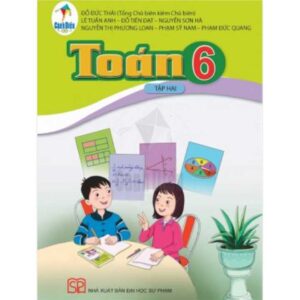 Cánh Diều
ĐỖ ĐỨC THÁI (Tổng Chủ biên kiêm Chủ biên)
LÊ TUẤN ANH – ĐỖ TIẾN ĐẠT – NGUYỄN SƠN HÀ
NGUYỄN THỊ PHƯƠNG LOAN – PHẠM SỸ NAM – PHẠM ĐỨC QUANG
Toán 6
TẬP HAI
NHÀ XUẤT BẢN ĐẠI HỌC SƯ PHẠM